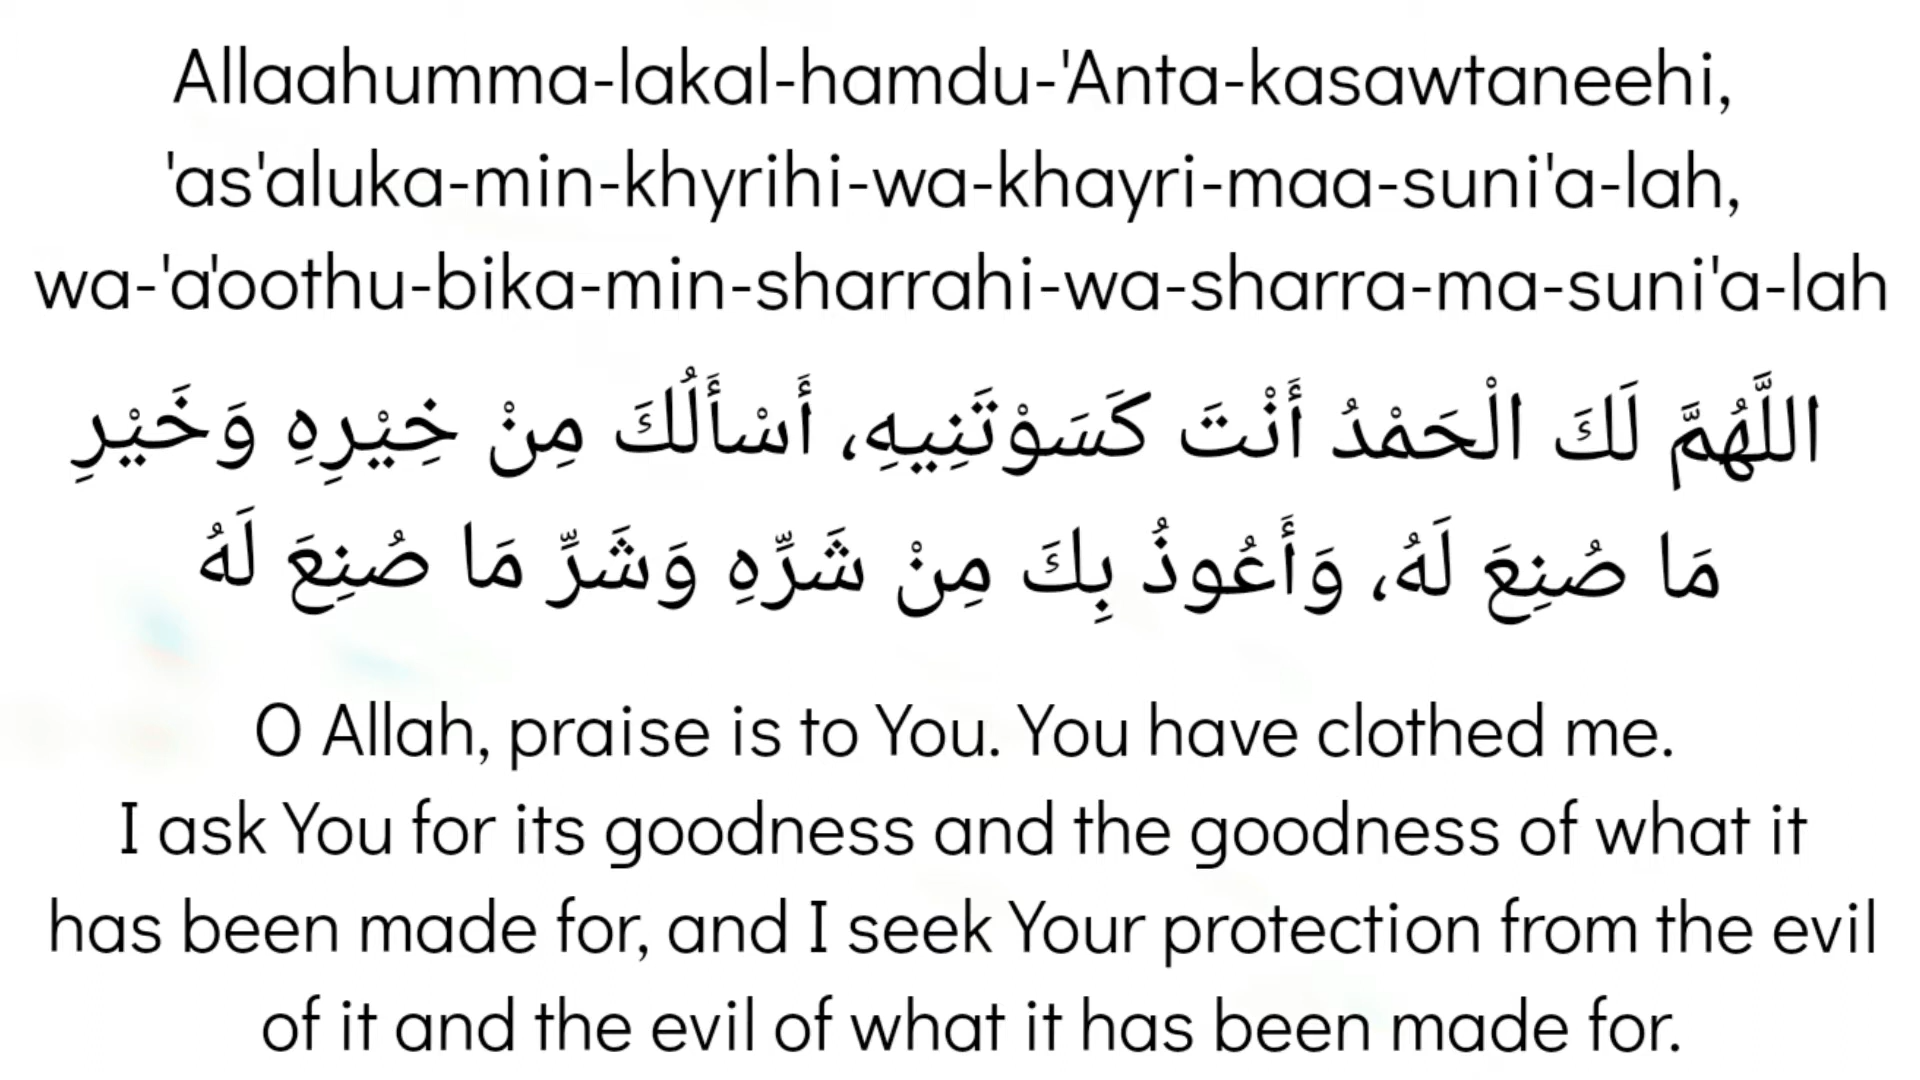 Allaahumma-lakal-hamdu-'Anta-kasawtaneehi,
'as'aluka-min-khyrihi-wa-khayri-maa-suni'a-lah,
wa-'a'oothu-bika-min-sharrahi-wa-sharra-ma-suni'a-lah
اللَّهُمَّ لَكَ الْحَمْدُ أَنْتَ كَسَوْتَنِيهِ، أَسْأَلُكَ مِنْ خِيْرِهِ وَخَيْرِ
مَا صُنِعَ لَهُ، وَأَعُوذُ بِكَ مِنْ شَرِّهِ وَشَرِّ مَا صُنِعَ لَهُ
O Allah, praise is to You. You have clothed me.
I ask You for its goodness and the goodness of what it
has been made for, and I seek Your protection from the evil
of it and the evil of what it has been made for.